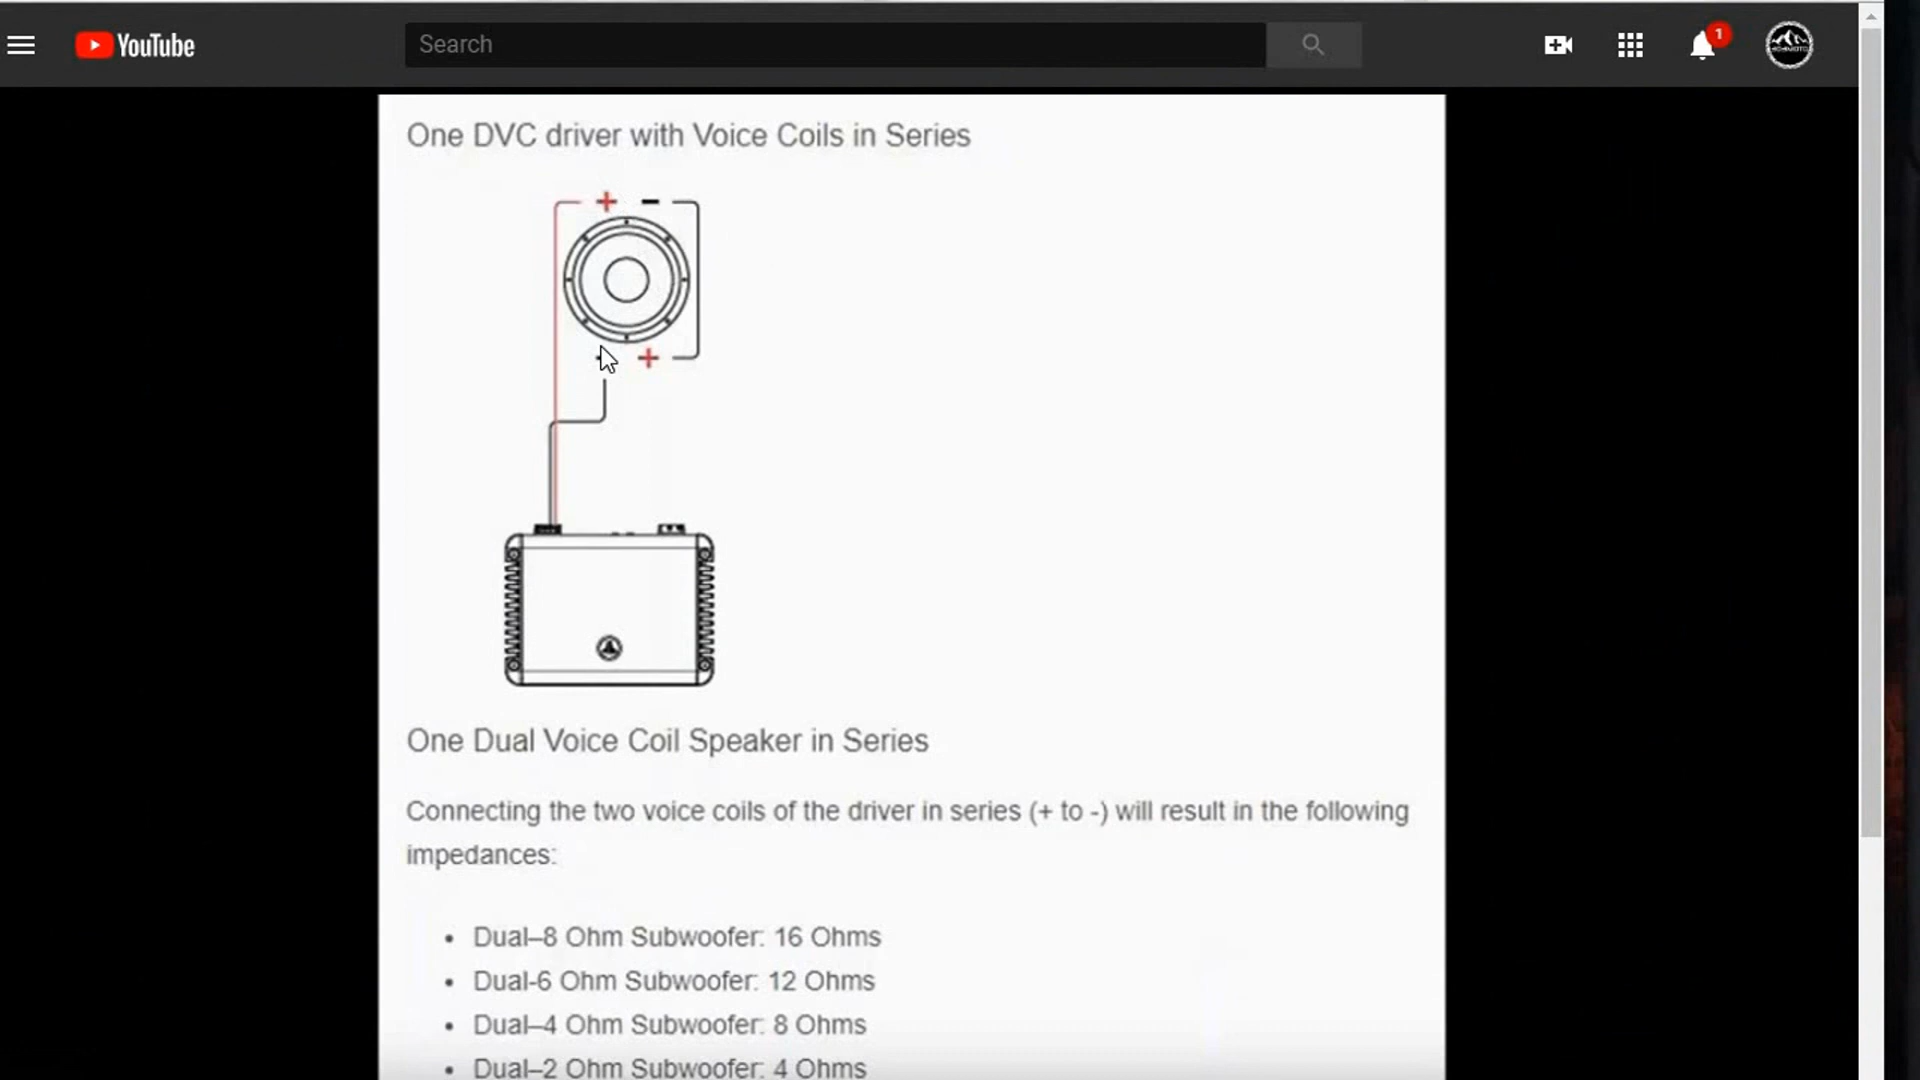 YouTube
Search
1
One DVC driver with Voice Coils in Series
+ -
+
One Dual Voice Coil Speaker in Series
Connecting the two voice coils of the driver in series (+ to -) will result in the following
impedances:
• Dual–8 Ohm Subwoofer: 16 Ohms
• Dual-6 Ohm Subwoofer: 12 Ohms
• Dual–4 Ohm Subwoofer: 8 Ohms
• Dual–2 Ohm Subwoofer: 4 Ohms